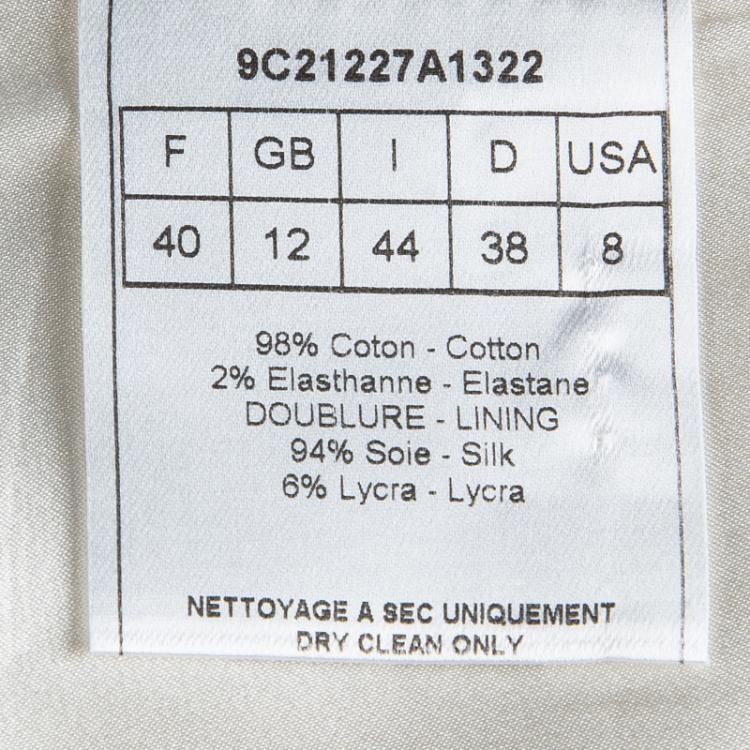 9C21227A1322
F GB I D USA
40 12 44 38 8
98% Coton - Cotton
2% Elasthanne - Elastane
DOUBLURE - LINING
94% Soie - Silk
6% Lycra - Lycra
NETTOYAGE A SEC UNIQUEMENT
DRY CLEAN ONLY